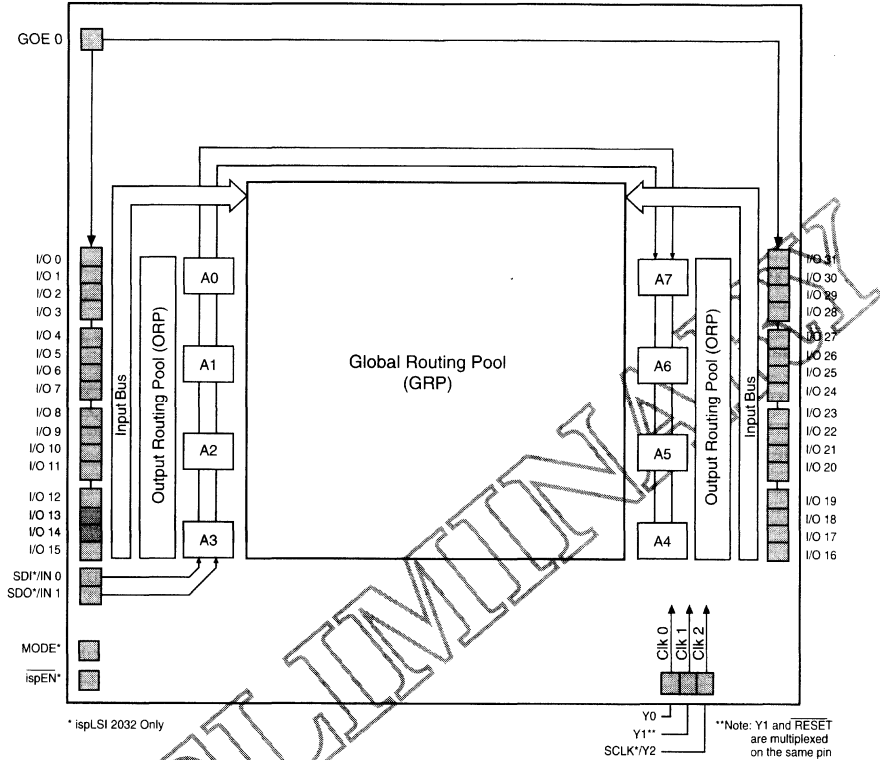 GOE 0
I/O 0
I/O 1
I/O 2
I/O 3
I/O 4
I/O 5
I/O 6
I/O 7
I/O 8
I/O 9
I/O 10
I/O 11
I/O 12
I/O 13
I/O 14
I/O 15
SDI*/IN 0
SDO*/IN 1
MODE*
ispEN*
Input Bus
Output Routing Pool (ORP)
A0
A1
A2
A3
Global Routing Pool
(GRP)
A7
A6
A5
A4
Output Routing Pool (ORP)
Input Bus
I/O 31
I/O 30
I/O 29
I/O 28
I/O 27
I/O 26
I/O 25
I/O 24
I/O 23
I/O 22
I/O 21
I/O 20
I/O 19
I/O 18
I/O 17
I/O 16
Clk 0
Clk 1
Clk 2
Y0
Y1**
SCLK*/Y2
* ispLSI 2032 Only
**Note: Y1 and RESET
are multiplexed
on the same pin
ELIMINARY